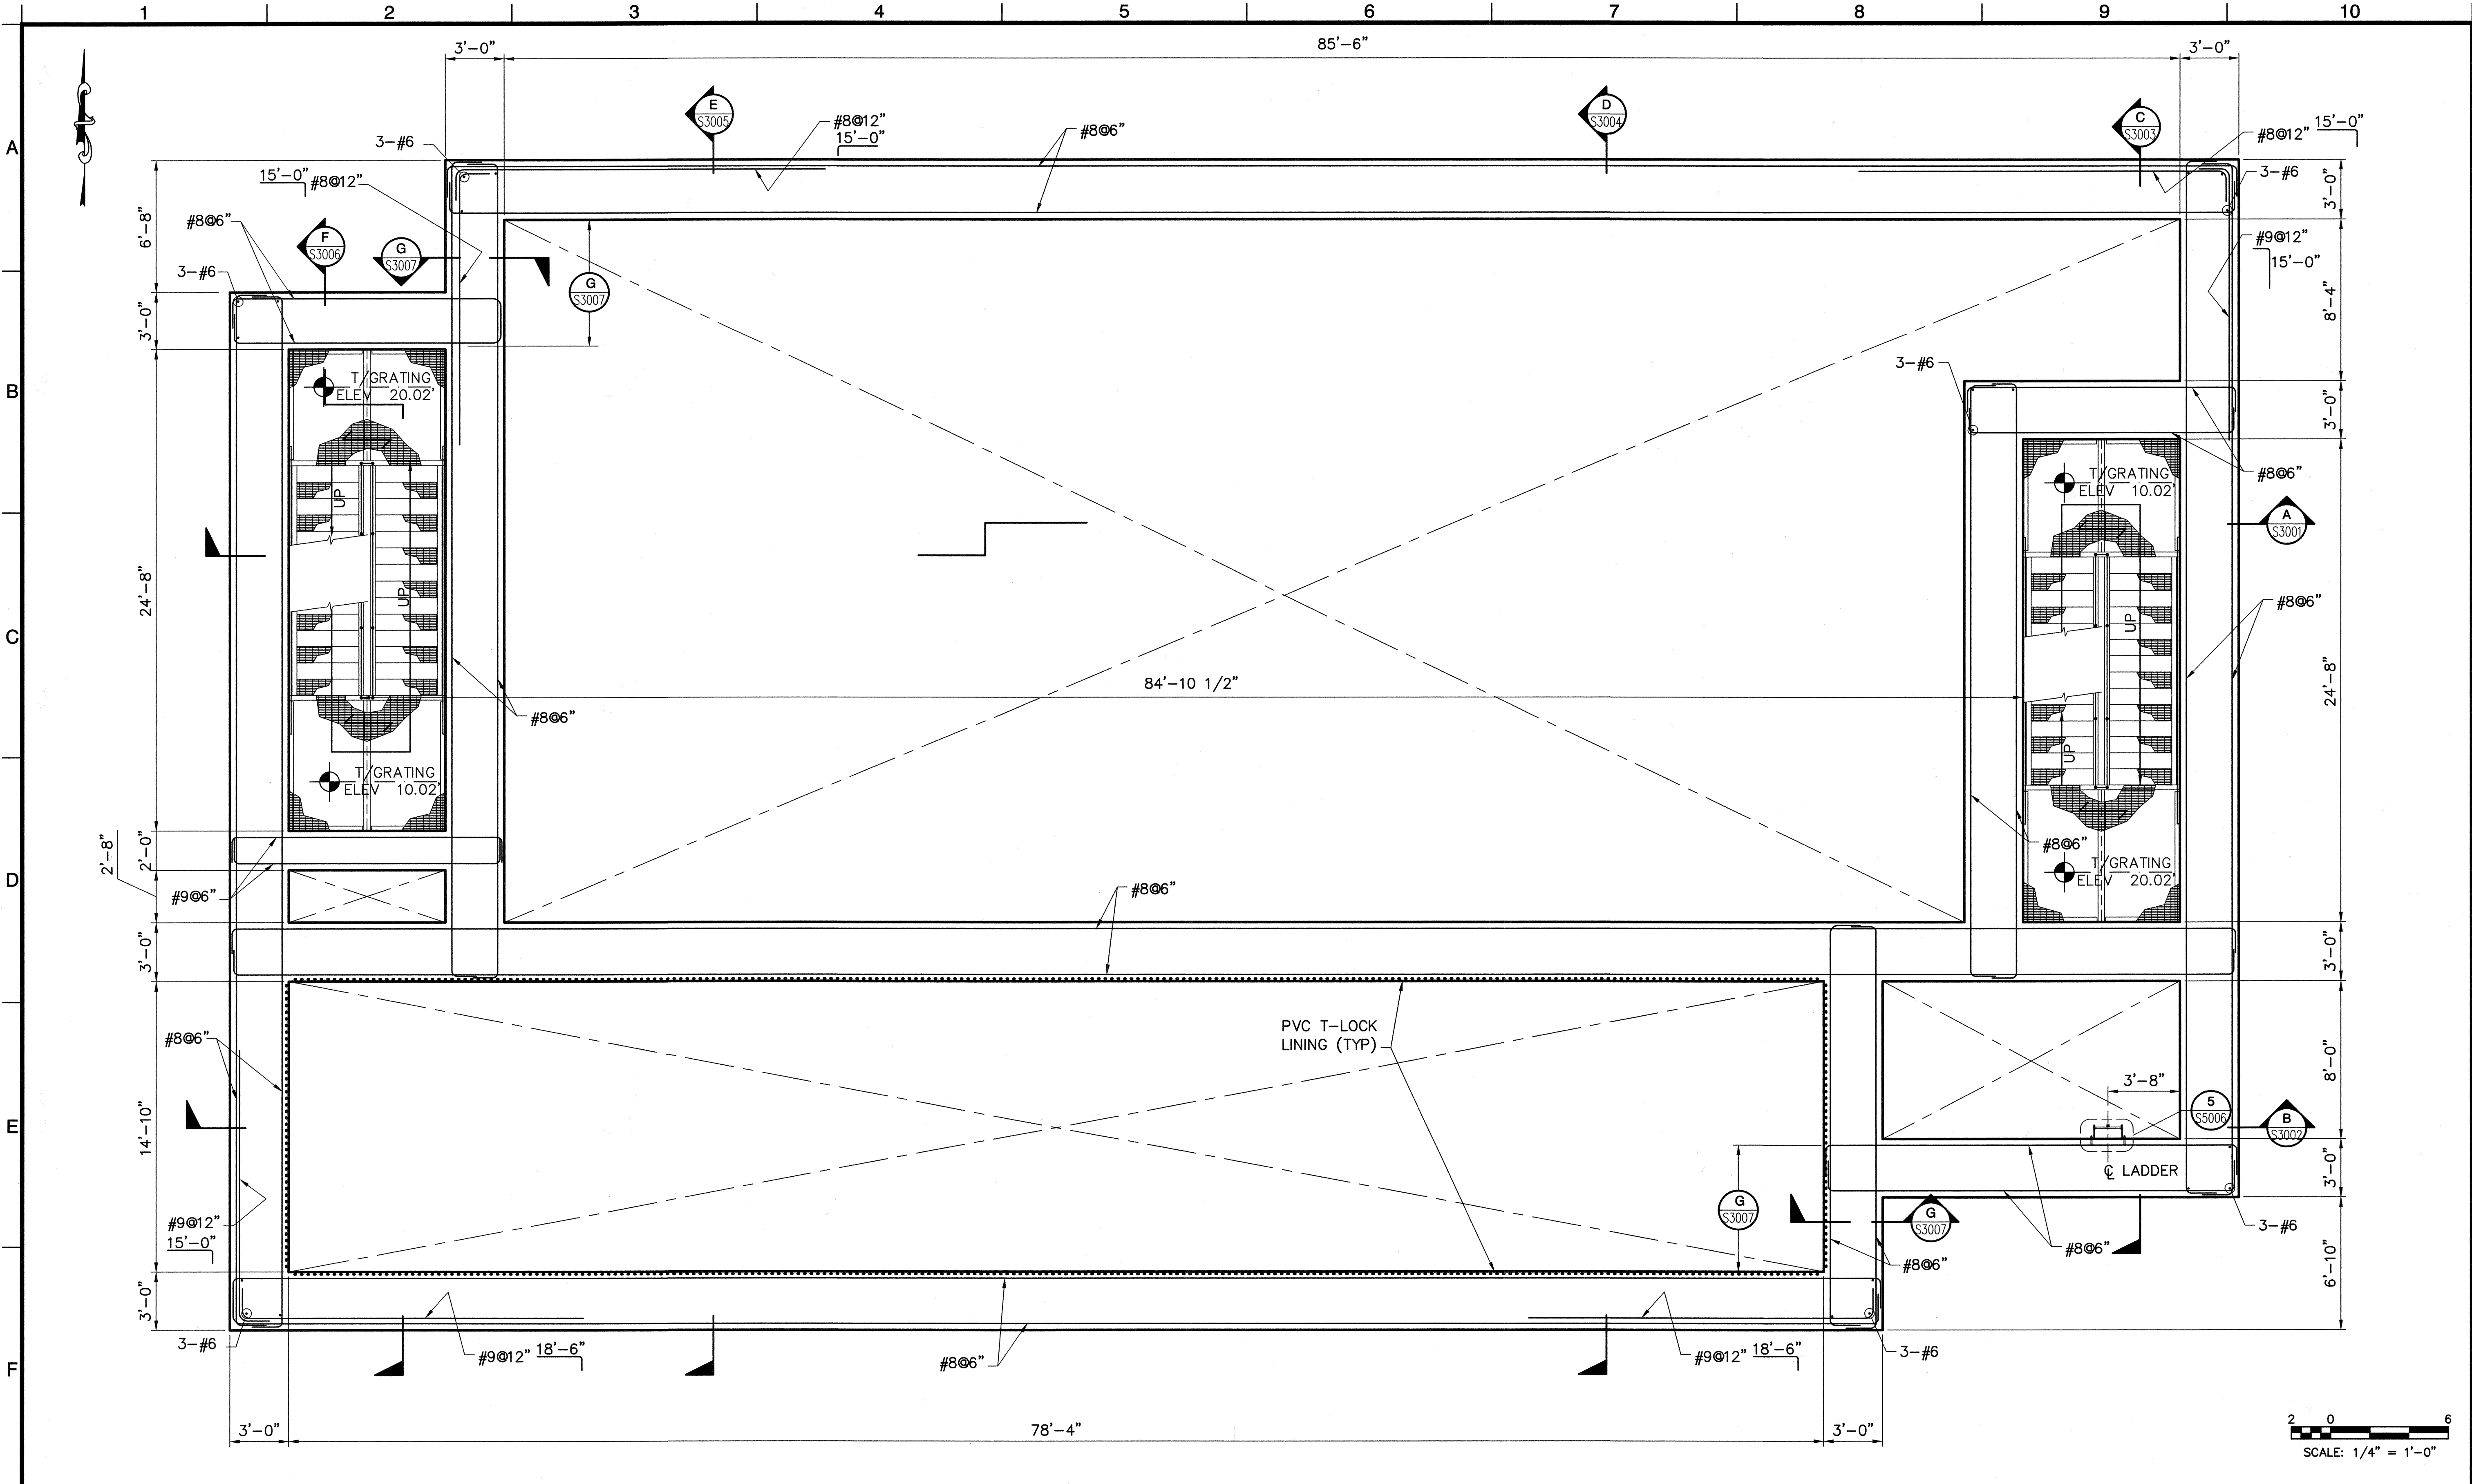 1 2 3 4 5 6 7 8 9 10
3'-0" 85'-6" 3'-0"
E
S3005
D
S3004
C
S3003
#8@12"
15'-0"
#8@6"
#8@12" 15'-0"
A
3-#6
3-#6
15'-0" #8@12"
3'-0"
6'-8"
#8@6"
F
S3006
G
S3007
#9@12"
15'-0"
3-#6
G
S3007
8'-4"
3'-0"
3-#6
B
T/GRATING
ELEV 20.02'
3'-0"
T/GRATING
ELEV 10.02'
#8@6"
UP
A
S3001
24'-8"
UP
#8@6"
C
UP
84'-10 1/2"
24'-8"
#8@6"
UP
T/GRATING
ELEV 10.02'
#8@6"
2'-8"
2'-0"
T/GRATING
ELEV 20.02'
D
#9@6"
#8@6"
3'-0"
3'-0"
PVC T-LOCK
LINING (TYP)
#8@6"
8'-0"
3'-8"
5
S5006
B
S3002
E
14'-10"
℄ LADDER
3'-0"
#9@12"
15'-0"
G
S3007
G
S3007
3-#6
#8@6"
#8@6"
6'-10"
3'-0"
3-#6
#9@12" 18'-6"
#8@6"
#9@12" 18'-6"
3-#6
F
3'-0" 78'-4" 3'-0"
2 0 6
SCALE: 1/4" = 1'-0"